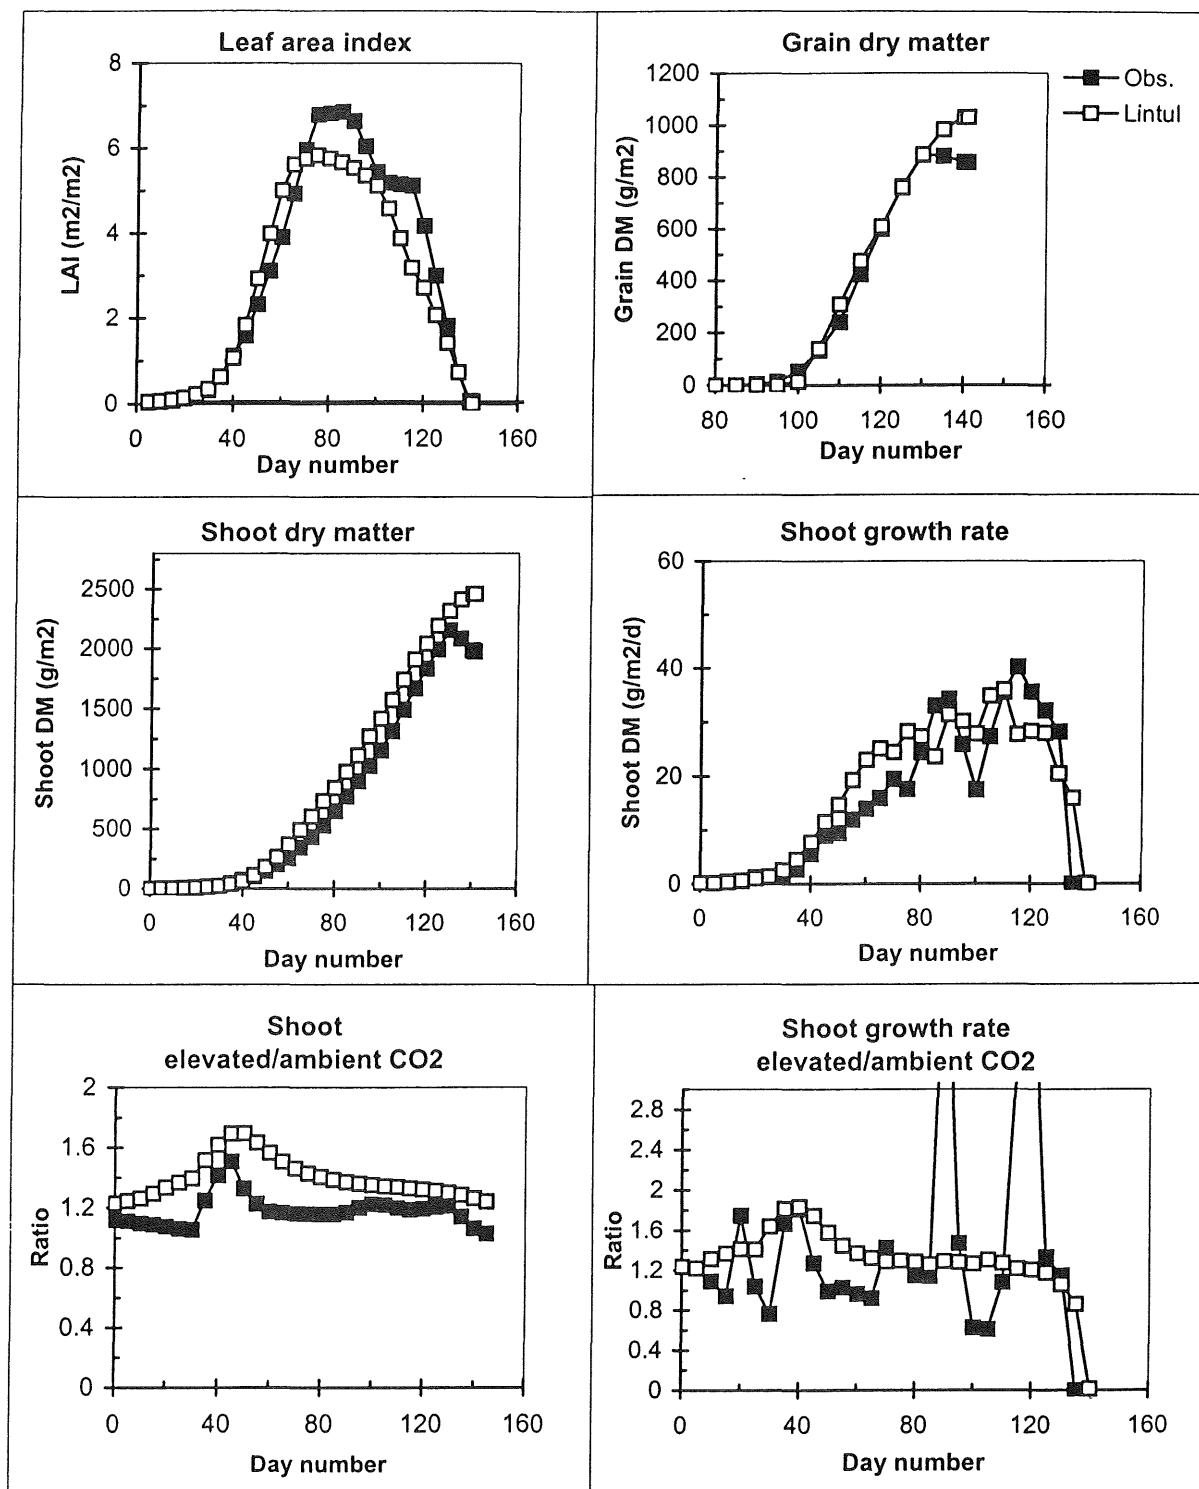 Leaf area index
8
6
4
2
0
LAI (m2/m2)
0 40 80 120 160
Day number
Grain dry matter
1200
1000
800
600
400
200
0
Grain DM (g/m2)
80 100 120 140 160
Day number
Obs.
Lintul
Shoot dry matter
2500
2000
1500
1000
500
0
Shoot DM (g/m2)
0 40 80 120 160
Day number
Shoot growth rate
60
40
20
0
Shoot DM (g/m2/d)
0 40 80 120 160
Day number
Shoot
elevated/ambient CO2
2
1.6
1.2
0.8
0.4
0
Ratio
0 40 80 120 160
Day number
Shoot growth rate
elevated/ambient CO2
2.8
2.4
2
1.6
1.2
0.8
0.4
0
Ratio
0 40 80 120 160
Day number